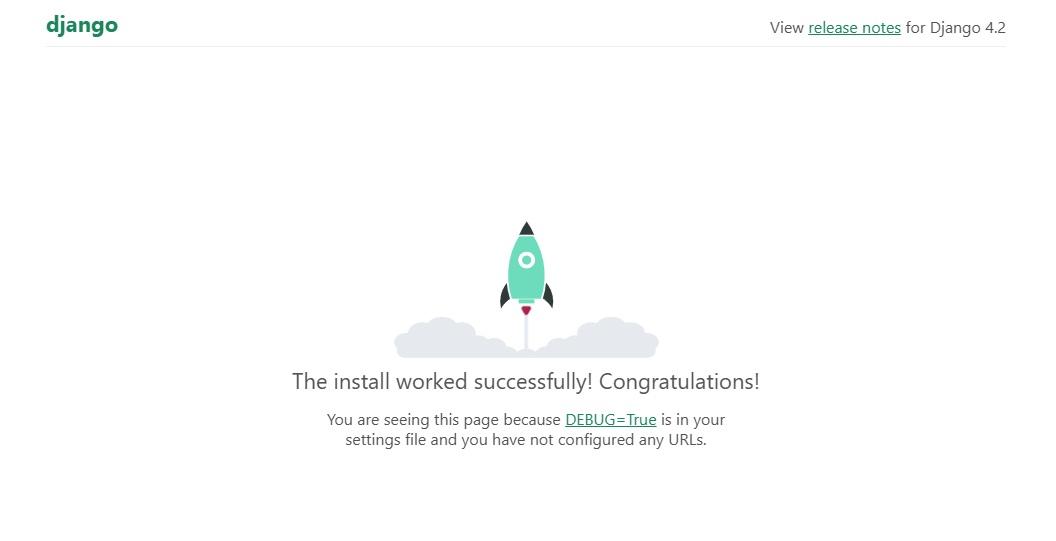 django
View release notes for Django 4.2
The install worked successfully! Congratulations!
You are seeing this page because DEBUG=True is in your
settings file and you have not configured any URLs.